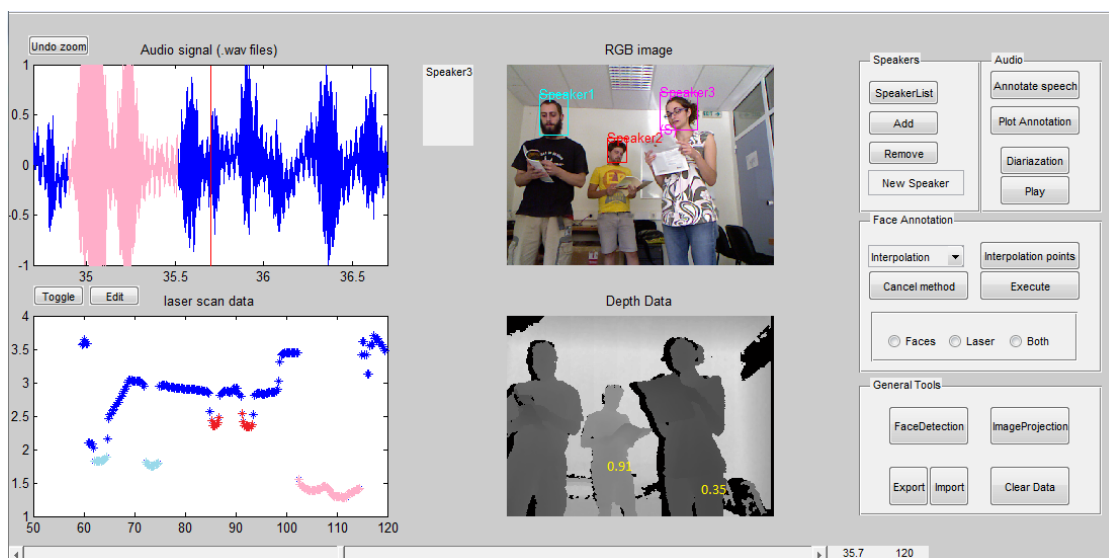 Undo zoom
Audio signal (.wav files)
1
0.5
0
-0.5
-1
35
35.5
36
36.5
Speaker3
RGB image
Speaker1
Speaker2
Speaker3
Toggle
Edit
laser scan data
4
3.5
3
2.5
2
1.5
1
50
60
70
80
90
100
110
120
Depth Data
0.91
0.35
Speakers
SpeakerList
Add
Remove
New Speaker
Audio
Annotate speech
Plot Annotation
Diariazation
Play
Face Annotation
Interpolation
Interpolation points
Cancel method
Execute
Faces
Laser
Both
General Tools
FaceDetection
ImageProjection
Export
Import
Clear Data
35.7
120